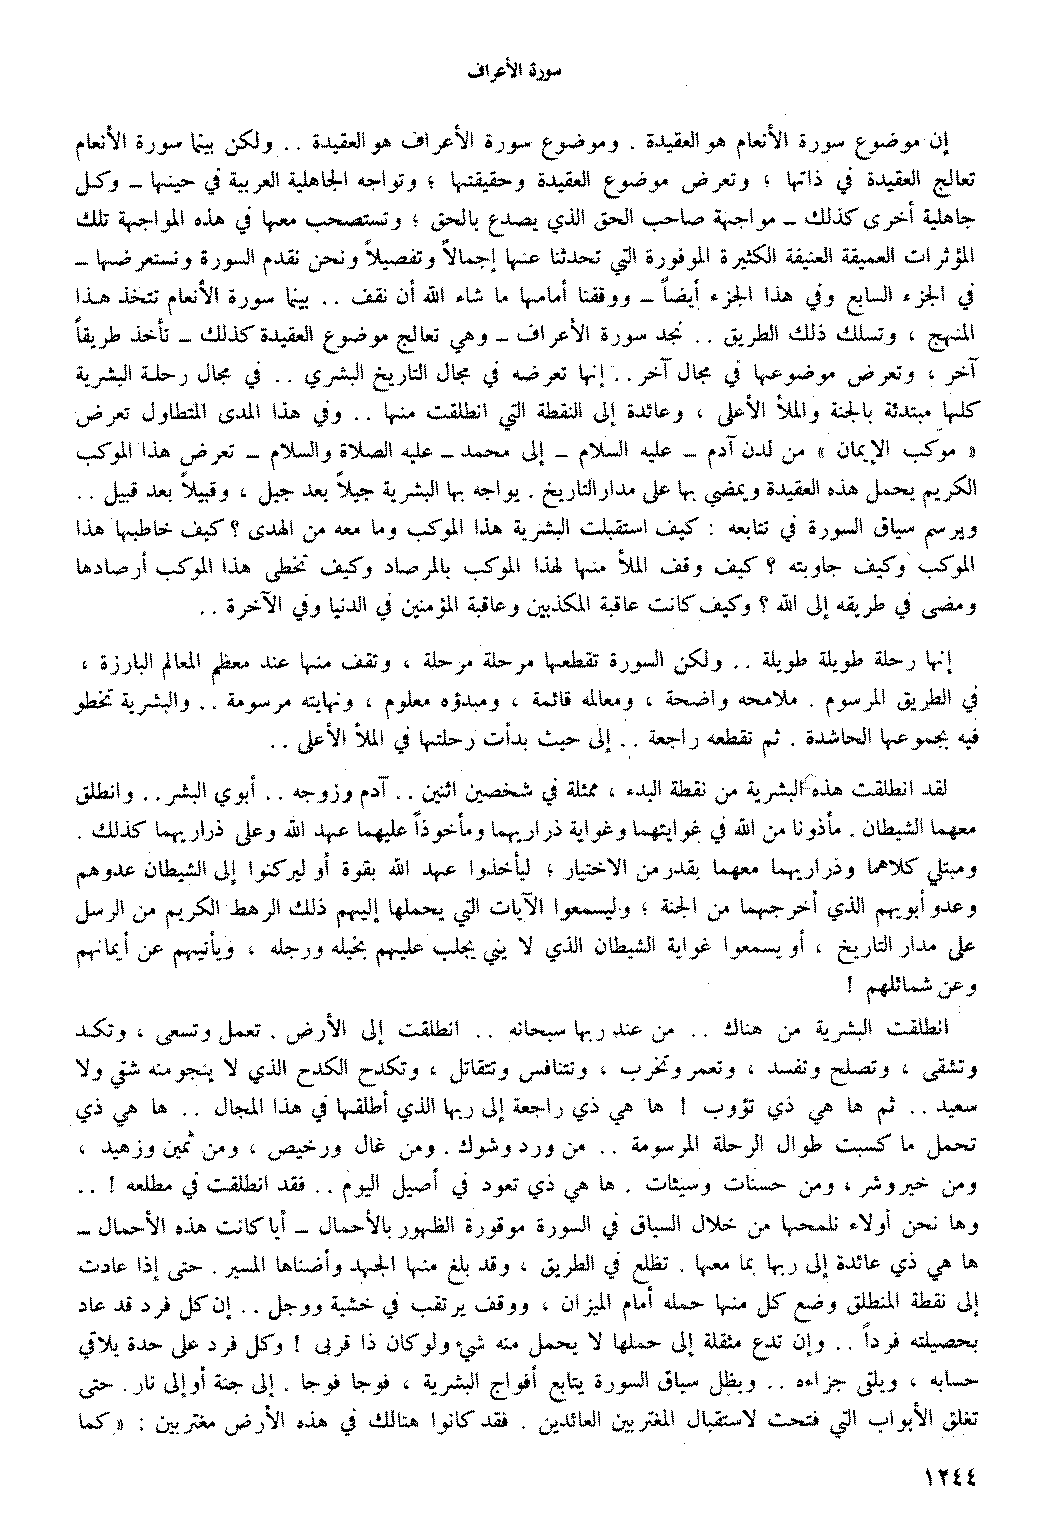 سورة الأعراف
إن موضوع سورة الأنعام هو العقيدة . وموضوع سورة الأعراف هو العقيدة .. ولكن بينما سورة الأنعام
تعالج العقيدة في ذاتها ؛ وتعرض موضوع العقيدة وحقيقتها ؛ وتواجه الجاهلية العربية في حينها – وكل
جاهلية أخرى كذلك – مواجهة صاحب الحق الذي يصدع بالحق ؛ وتستصحب معها في هذه المواجهة تلك
المؤثرات العميقة العنيفة الكثيرة الموفورة التي تحدثنا عنها إجمالاً وتفصيلاً ونحن نقدم السورة ونستعرضها –
في الجزء السابع وفي هذا الجزء أيضاً – ووقفنا أمامها ما شاء الله أن نقف .. بينما سورة الأنعام تتخذ هذا
المنهج ، وتسلك ذلك الطريق .. نجد سورة الأعراف – وهي تعالج موضوع العقيدة كذلك – تأخذ طريقاً
آخر ، وتعرض موضوعها في مجال آخر .. إنها تعرضه في مجال التاريخ البشري .. في مجال رحلة البشرية
كلها مبتدئة بالجنة والملأ الأعلى ، وعائدة إلى النقطة التي انطلقت منها .. وفي هذا المدى المتطاول تعرض
« موكب الإيمان » من لدن آدم – عليه السلام – إلى محمد – عليه الصلاة والسلام – تعرض هذا الموكب
الكريم يحمل هذه العقيدة ويمضي بها على مدار التاريخ . يواجه بها البشرية جيلاً بعد جيل ، وقبيلاً بعد قبيل ..
ويرسم سياق السورة في تتابعه : كيف استقبلت البشرية هذا الموكب وما معه من الهدى ؟ كيف خاطبها هذا
الموكب وكيف جاوبته ؟ كيف وقف الملأ منها لهذا الموكب بالمرصاد وكيف تخطى هذا الموكب أرصادها
ومضى في طريقه إلى الله ؟ وكيف كانت عاقبة المكذبين وعاقبة المؤمنين في الدنيا وفي الآخرة ..
إنها رحلة طويلة طويلة .. ولكن السورة تقطعها مرحلة مرحلة ، وتقف منها عند معظم المعالم البارزة ،
في الطريق المرسوم . ملامحه واضحة ، ومعالمه قائمة ، ومبدؤه معلوم ، ونهايته مرسومة .. والبشرية تخطو
فيه بجموعها الحاشدة . ثم تقطعه راجعة .. إلى حيث بدأت رحلتها في الملأ الأعلى ..
لقد انطلقت هذه البشرية من نقطة البدء ، ممثلة في شخصين اثنين .. آدم وزوجه .. أبوي البشر .. وانطلق
معهما الشيطان . مأذونا من الله في غوايتهما وغواية ذراريهما ومأخوذاً عليهما عهد الله وعلى ذراريهما كذلك .
ومبتلي كلاهما وذراريهما معهما بقدر من الاختيار ؛ ليأخذوا عهد الله بقوة أو ليركنوا إلى الشيطان عدوهم
وعدو أبويهم الذي أخرجهما من الجنة ؛ وليسمعوا الآيات التي يحملها إليهم ذلك الرهط الكريم من الرسل
على مدار التاريخ ، أو يسمعوا غواية الشيطان الذي لا يني يجلب عليهم بخيله ورجله ، ويأتيهم عن أيمانهم
وعن شمائلهم !
انطلقت البشرية من هناك .. من عند ربها سبحانه .. انطلقت إلى الأرض . تعمل وتسعى ، وتكد
وتشقى ، وتصلح وتفسد ، وتعمر وتخرب ، وتتنافس وتتقاتل ، وتكدح الكدح الذي لا ينجو منه شقي ولا
سعيد .. ثم ها هي ذي تؤوب ! ها هي ذي راجعة إلى ربها الذي أطلقها في هذا المجال .. ها هي ذي
تحمل ما كسبت طوال الرحلة المرسومة .. من ورد وشوك . ومن غال ورخيص ، ومن ثمين وزهيد ،
ومن خير وشر ، ومن حسنات وسيئات . ها هي ذي تعود في أصيل اليوم .. فقد انطلقت في مطلعه ! ..
وها نحن أولاء نلمحها من خلال السياق في السورة موقورة الظهور بالأحمال – أيا كانت هذه الأحمال –
ها هي ذي عائدة إلى ربها بما معها . تظلع في الطريق ، وقد بلغ منها الجهد وأضناها المسير . حتى إذا عادت
إلى نقطة المنطلق وضع كل منها حمله أمام الميزان ، ووقف يرتقب في خشية ووجل .. إن كل فرد قد عاد
بحصيلته فرداً .. وإن تدع مثقلة إلى حملها لا يحمل منه شيء ولو كان ذا قربى ! وكل فرد على حدة يلاقي
حسابه ، ويلقى جزاءه .. ويظل سياق السورة يتابع أفواج البشرية ، فوجا فوجا . إلى جنة أو إلى نار . حتى
تغلق الأبواب التي فتحت لاستقبال المغتربين العائدين . فقد كانوا هنالك في هذه الأرض مغتربين : « كما
١٢٤٤